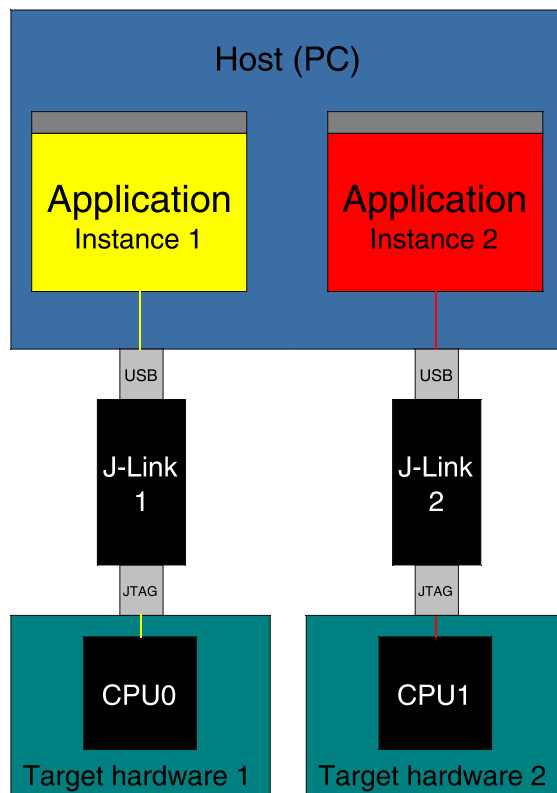 Host (PC)
Application
Instance 1
Application
Instance 2
USB
USB
J-Link
1
J-Link
2
JTAG
JTAG
CPU0
CPU1
Target hardware 1
Target hardware 2